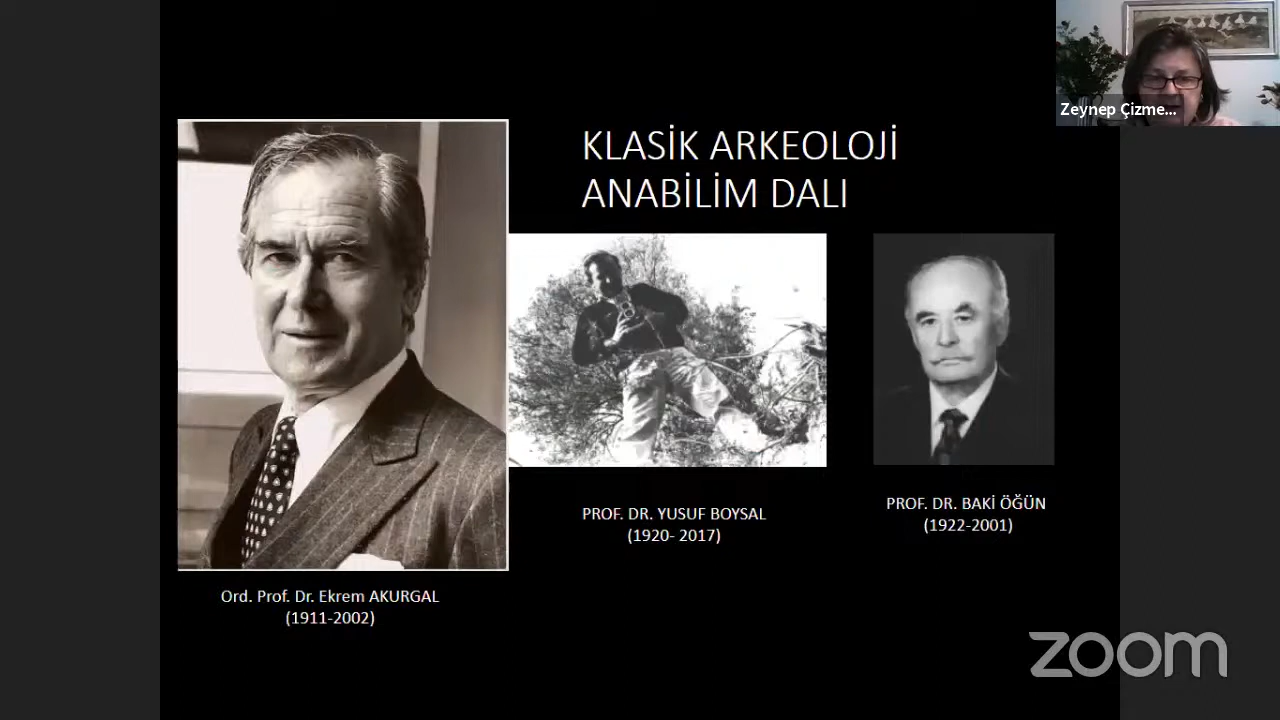 Zeynep Çizme...
KLASİK ARKEOLOJİ
ANABİLİM DALI
PROF. DR. YUSUF BOYSAL
(1920- 2017)
PROF. DR. BAKİ ÖĞÜN
(1922-2001)
Ord. Prof. Dr. Ekrem AKURGAL
(1911-2002)
zoom